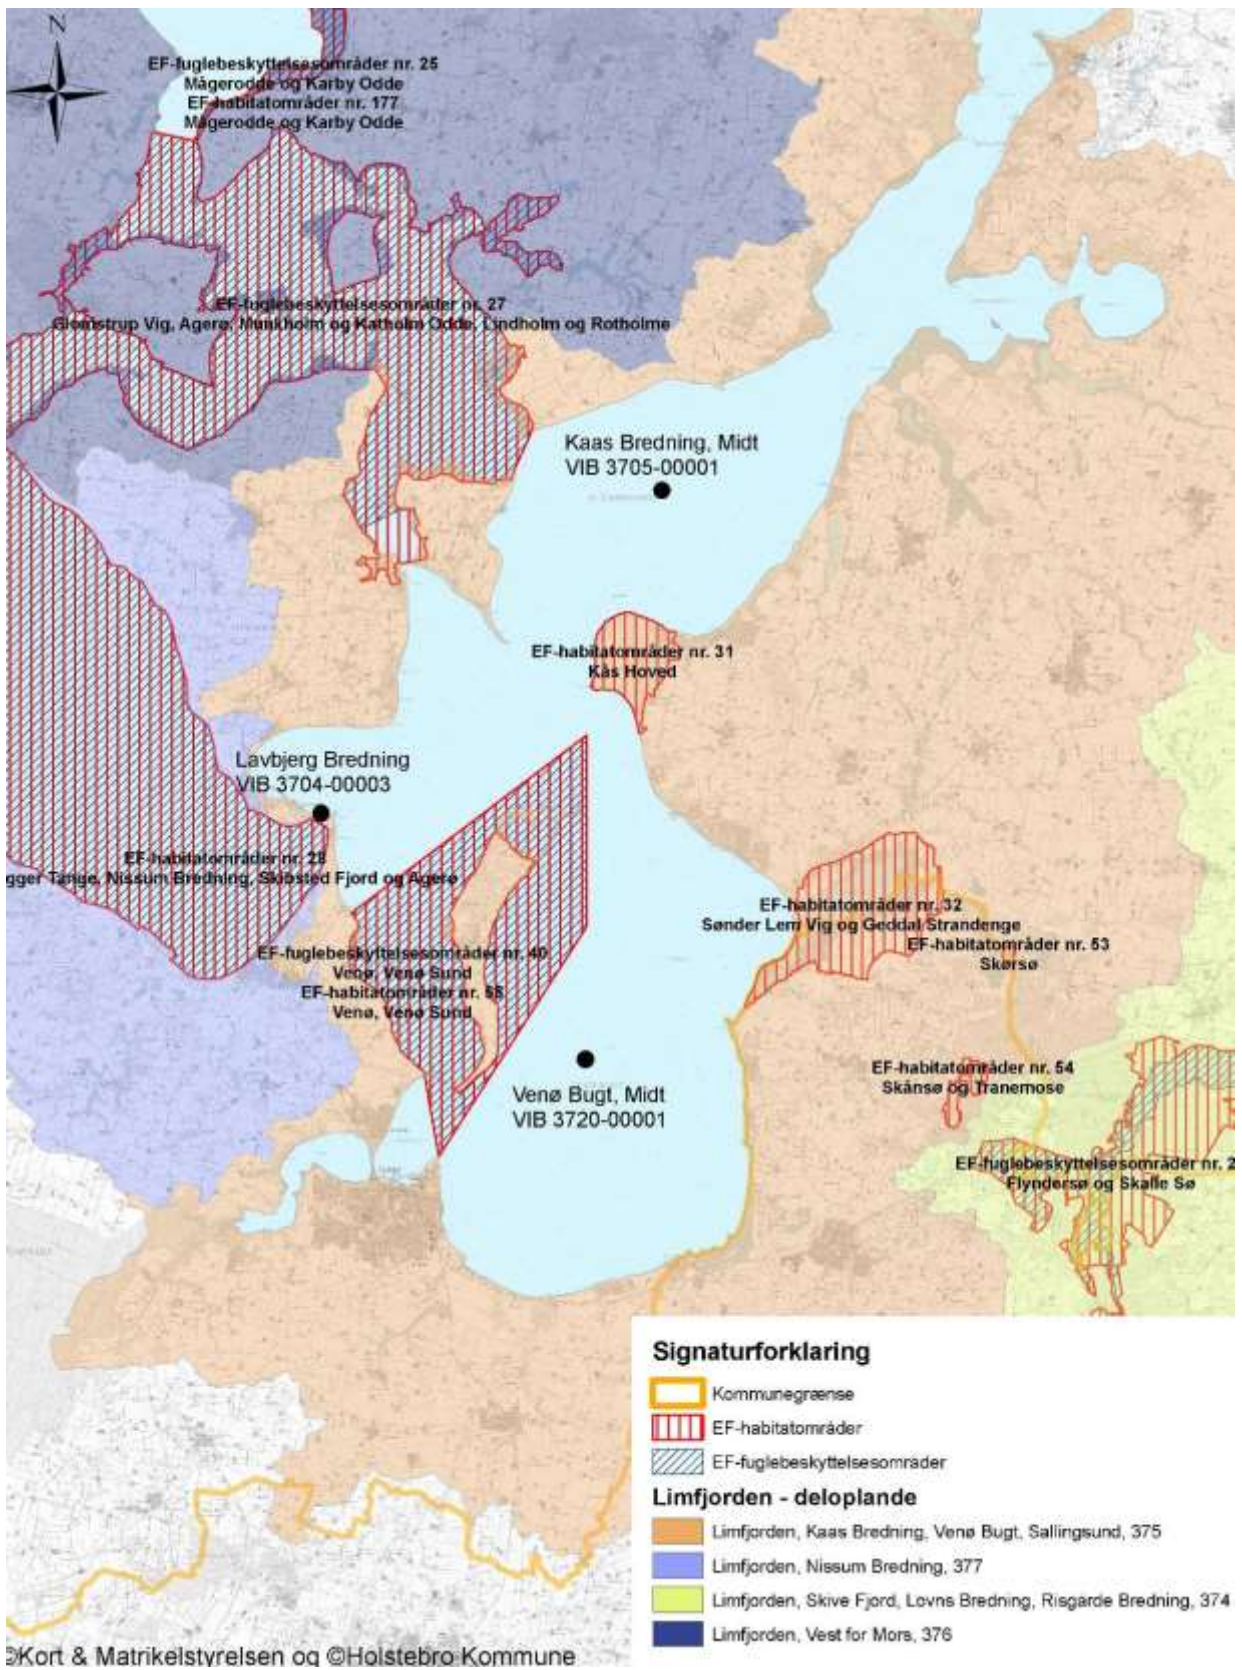 N
EF-fuglebeskyttelsesområder nr. 25
Mågerodde og Karby Odde
EF-habitatområder nr. 177
Mågerodde og Karby Odde
EF-fuglebeskyttelsesområder nr. 27
Glomstrup Vig, Agerø, Munkholm og Katholm Odde, Lindholm og Rotholme
Kaas Bredning, Midt
VIB 3705-00001
EF-habitatområder nr. 31
Kås Hoved
Lavbjerg Bredning
VIB 3704-00003
EF-habitatområder nr. 28
gger Tange, Nissum Bredning, Skibsted Fjord og Agerø
EF-habitatområder nr. 32
Sønder Lem Vig og Geddal Strandenge
EF-habitatområder nr. 53
Skørsø
EF-fuglebeskyttelsesområder nr. 40
Venø, Venø Sund
EF-habitatområder nr. 55
Venø, Venø Sund
EF-habitatområder nr. 54
Skånsø og Tranemose
Venø Bugt, Midt
VIB 3720-00001
EF-fuglebeskyttelsesområder nr. 2
Flyndersø og Skalle Sø
Signaturforklaring
Kommunegrænse
EF-habitatområder
EF-fuglebeskyttelsesområder
Limfjorden - deloplande
Limfjorden, Kaas Bredning, Venø Bugt, Sallingsund, 375
Limfjorden, Nissum Bredning, 377
Limfjorden, Skive Fjord, Lovns Bredning, Risgårde Bredning, 374
Limfjorden, Vest for Mors, 376
©Kort & Matrikelstyrelsen og ©Holstebro Kommune